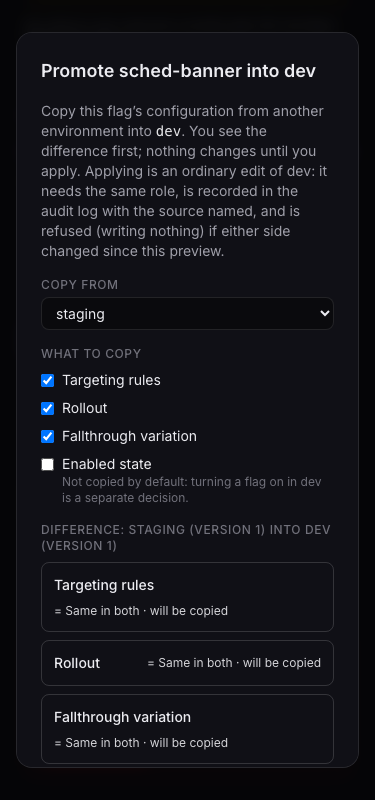 Promote sched-banner into dev
Copy this flag’s configuration from another
environment into dev. You see the
difference first; nothing changes until you
apply. Applying is an ordinary edit of dev: it
needs the same role, is recorded in the
audit log with the source named, and is
refused (writing nothing) if either side
changed since this preview.
COPY FROM
staging
WHAT TO COPY
Targeting rules
Rollout
Fallthrough variation
Enabled state
Not copied by default: turning a flag on in dev
is a separate decision.
DIFFERENCE: STAGING (VERSION 1) INTO DEV
(VERSION 1)
Targeting rules
= Same in both · will be copied
Rollout = Same in both · will be copied
Fallthrough variation
= Same in both · will be copied